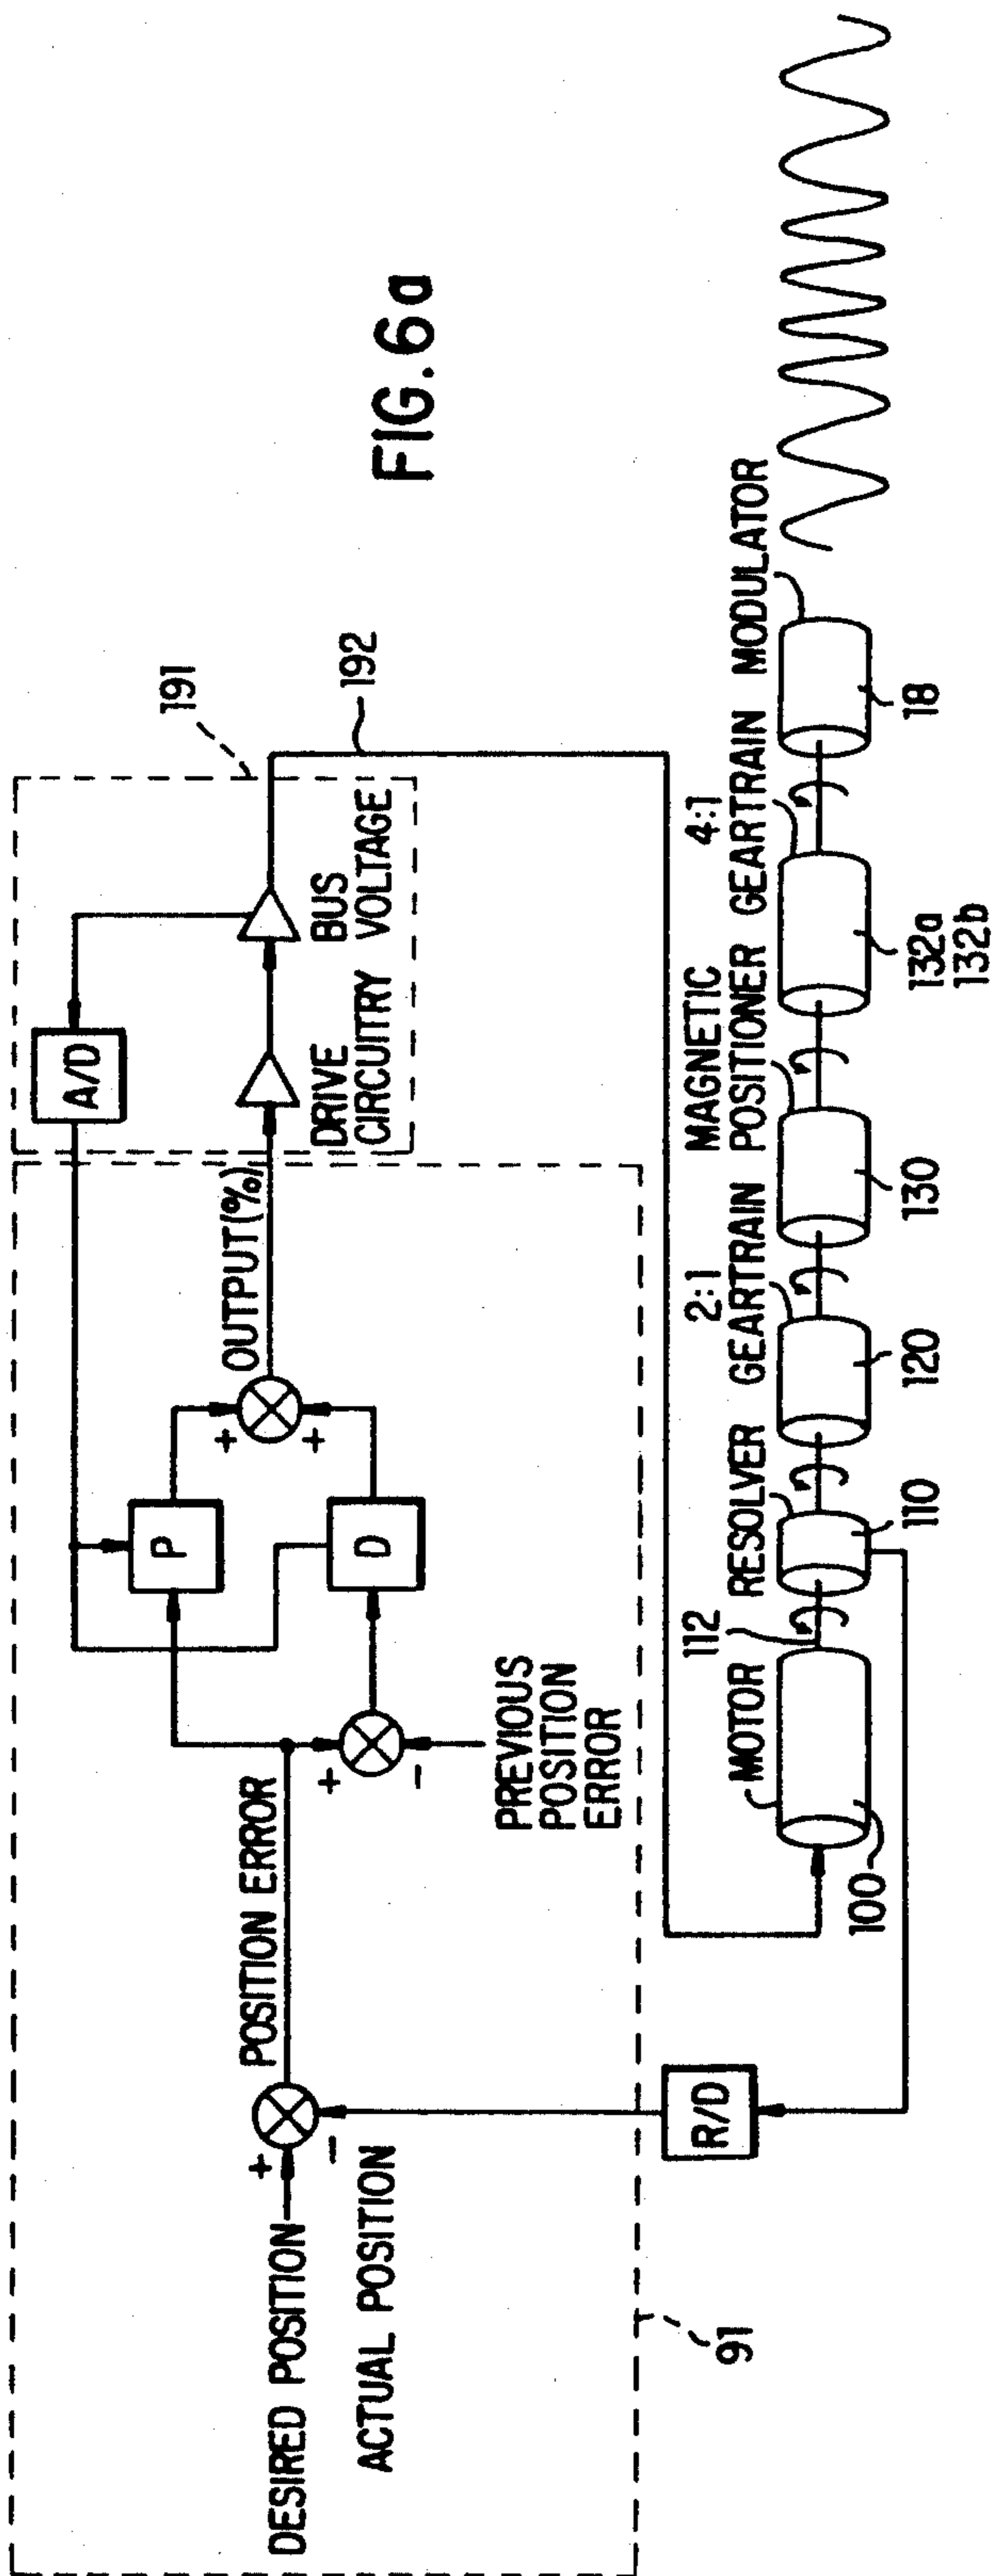 FIG. 6a
191
192
A/D
DRIVE
CIRCUITRY
BUS
VOLTAGE
OUTPUT(%)
P
D
+
+
POSITION ERROR
+
-
PREVIOUS
POSITION
ERROR
DESIRED POSITION
+
-
ACTUAL POSITION
91
R/D
MOTOR
100
112
RESOLVER
110
2:1
GEARTRAIN
120
MAGNETIC
POSITIONER
130
4:1
GEARTRAIN
132a
132b
MODULATOR
18